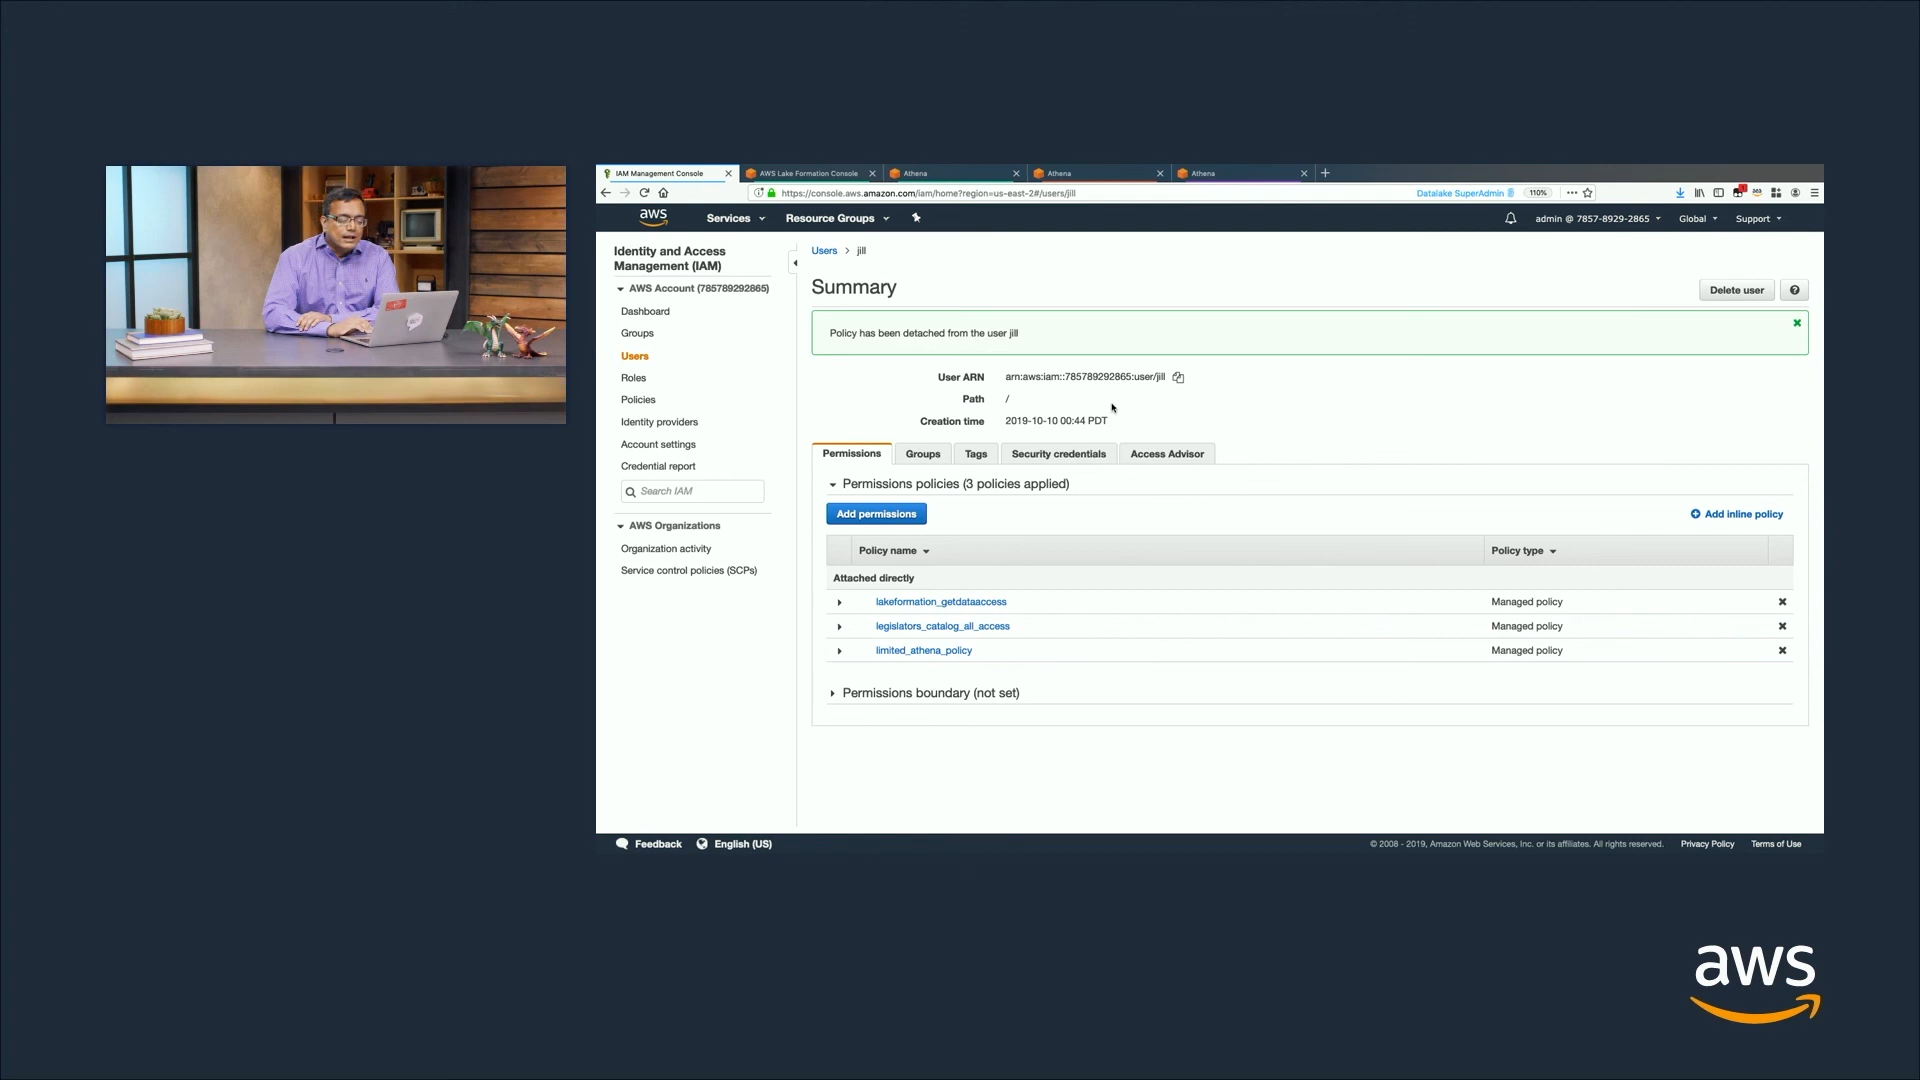 IAM Management Console
AWS Lake Formation Console
Athena
Athena
Athena
https://console.aws.amazon.com/iam/home?region=us-east-2#/users/jill
Datalake SuperAdmin
110%
aws
Services
Resource Groups
admin @ 7857-8929-2865
Global
Support
Identity and Access
Management (IAM)
AWS Account (785789292865)
Dashboard
Groups
Users
Roles
Policies
Identity providers
Account settings
Credential report
Search IAM
AWS Organizations
Organization activity
Service control policies (SCPs)
Users > jill
Summary
Delete user
Policy has been detached from the user jill
User ARN arn:aws:iam::785789292865:user/jill
Path /
Creation time 2019-10-10 00:44 PDT
Permissions
Groups
Tags
Security credentials
Access Advisor
Permissions policies (3 policies applied)
Add permissions
Add inline policy
Policy name
Policy type
Attached directly
lakeformation_getdataaccess Managed policy
legislators_catalog_all_access Managed policy
limited_athena_policy Managed policy
Permissions boundary (not set)
Feedback
English (US)
© 2008 - 2019, Amazon Web Services, Inc. or its affiliates. All rights reserved.
Privacy Policy
Terms of Use
aws